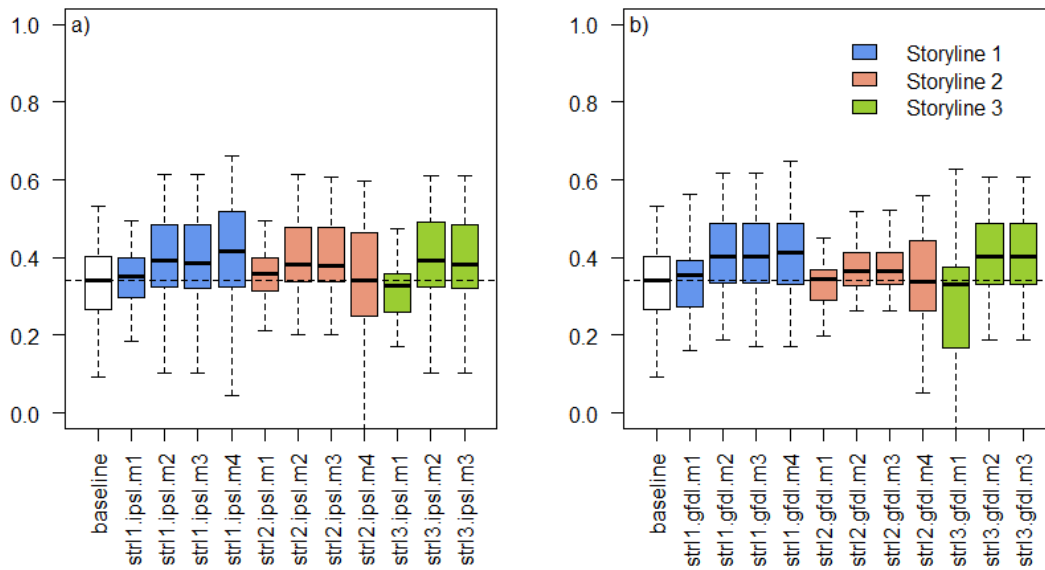 a)
1.0
0.8
0.6
0.4
0.2
0.0
baseline
strl1.ipsl.m1
strl1.ipsl.m2
strl1.ipsl.m3
strl1.ipsl.m4
strl2.ipsl.m1
strl2.ipsl.m2
strl2.ipsl.m3
strl2.ipsl.m4
strl3.ipsl.m1
strl3.ipsl.m2
strl3.ipsl.m3
b)
Storyline 1
Storyline 2
Storyline 3
1.0
0.8
0.6
0.4
0.2
0.0
baseline
strl1.gfdl.m1
strl1.gfdl.m2
strl1.gfdl.m3
strl1.gfdl.m4
strl2.gfdl.m1
strl2.gfdl.m2
strl2.gfdl.m3
strl2.gfdl.m4
strl3.gfdl.m1
strl3.gfdl.m2
strl3.gfdl.m3